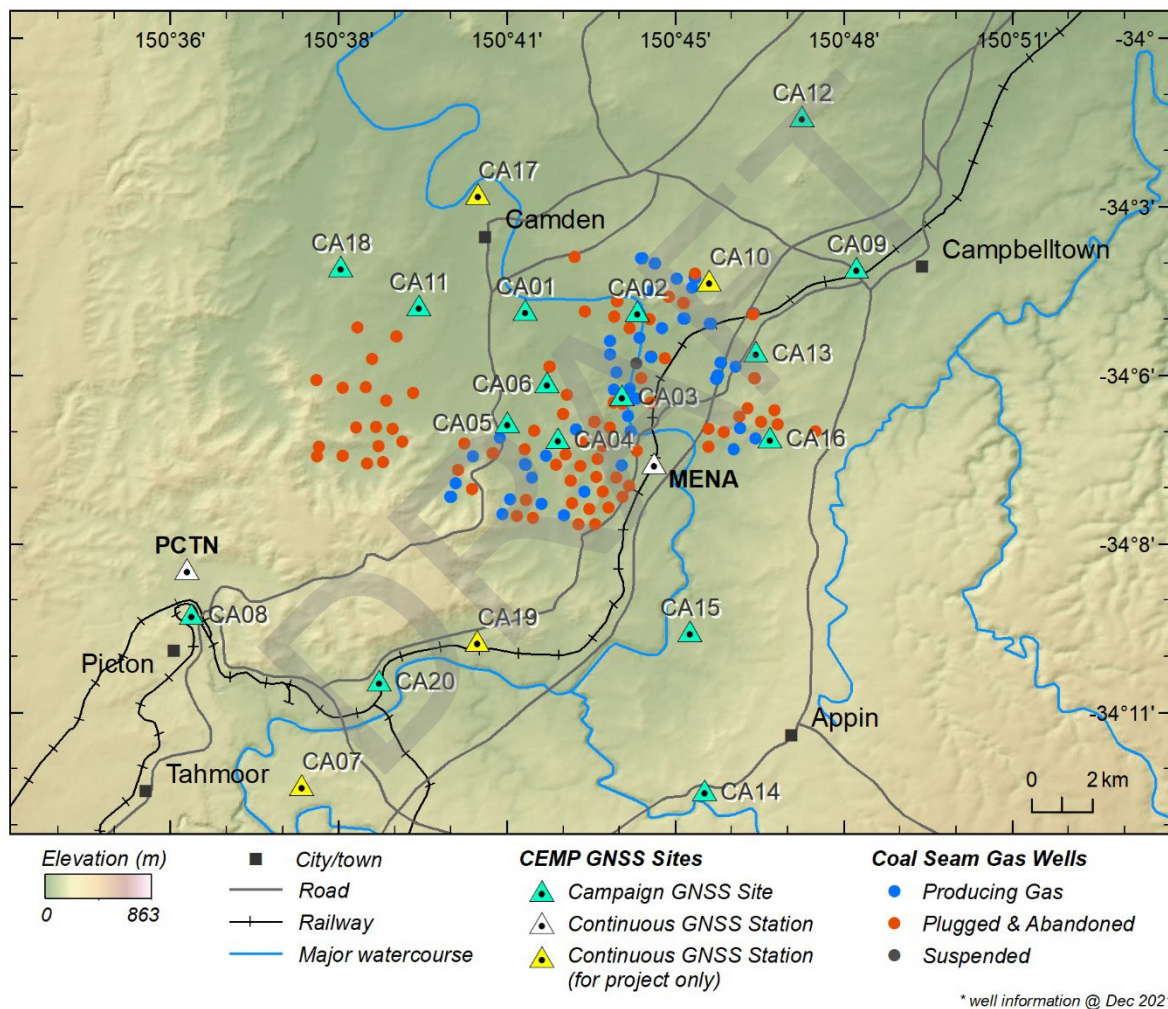 150°36' 150°38' 150°41' 150°45' 150°48' 150°51' -34°
CA12
CA17
Camden
-34°3'
CA18
CA10
CA09
Campbelltown
CA11
CA01
CA02
CA13
-34°6'
CA06
CA03
CA05
CA04
CA16
MENA
DRAFT
PCTN
-34°8'
CA08
CA19
CA15
Picton
CA20
-34°11'
Appin
CA07
Tahmoor
CA14
0 2 km
Elevation (m)
0 863
City/town
Road
Railway
Major watercourse
CEMP GNSS Sites
Campaign GNSS Site
Continuous GNSS Station
Continuous GNSS Station
(for project only)
Coal Seam Gas Wells
Producing Gas
Plugged & Abandoned
Suspended
* well information @ Dec 2021